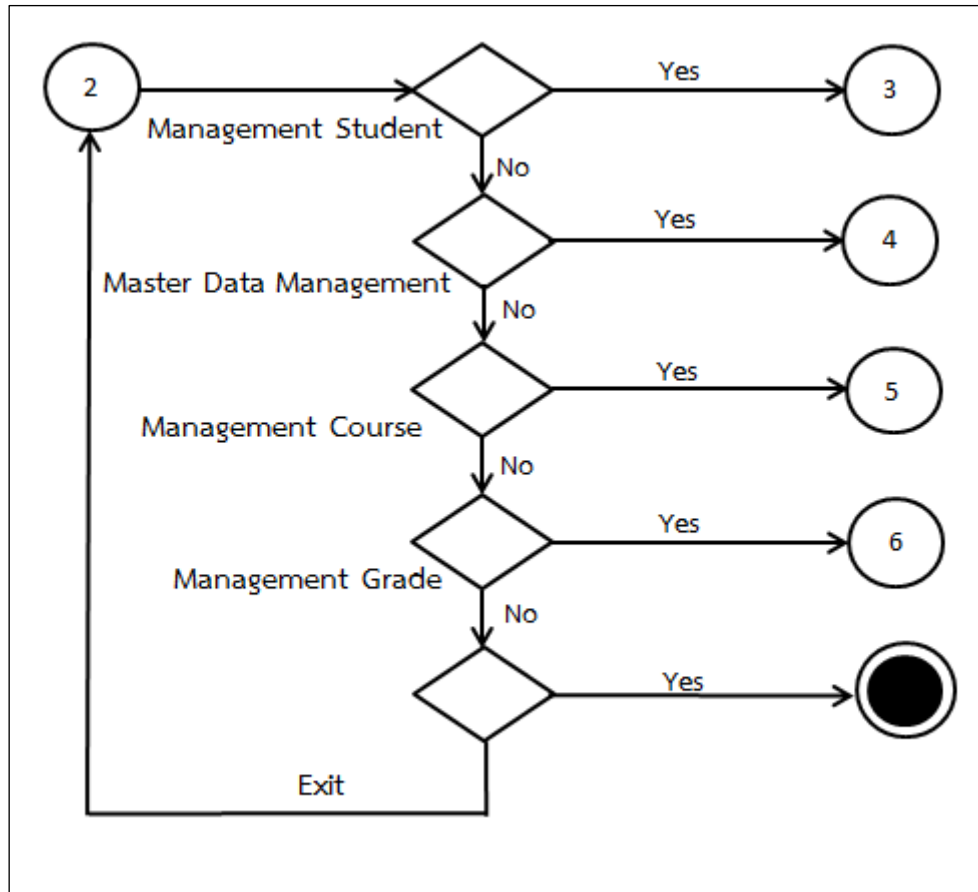 2
Yes
3
Management Student
No
Yes
4
Master Data Management
No
Yes
5
Management Course
No
Yes
6
Management Grade
No
Yes
Exit